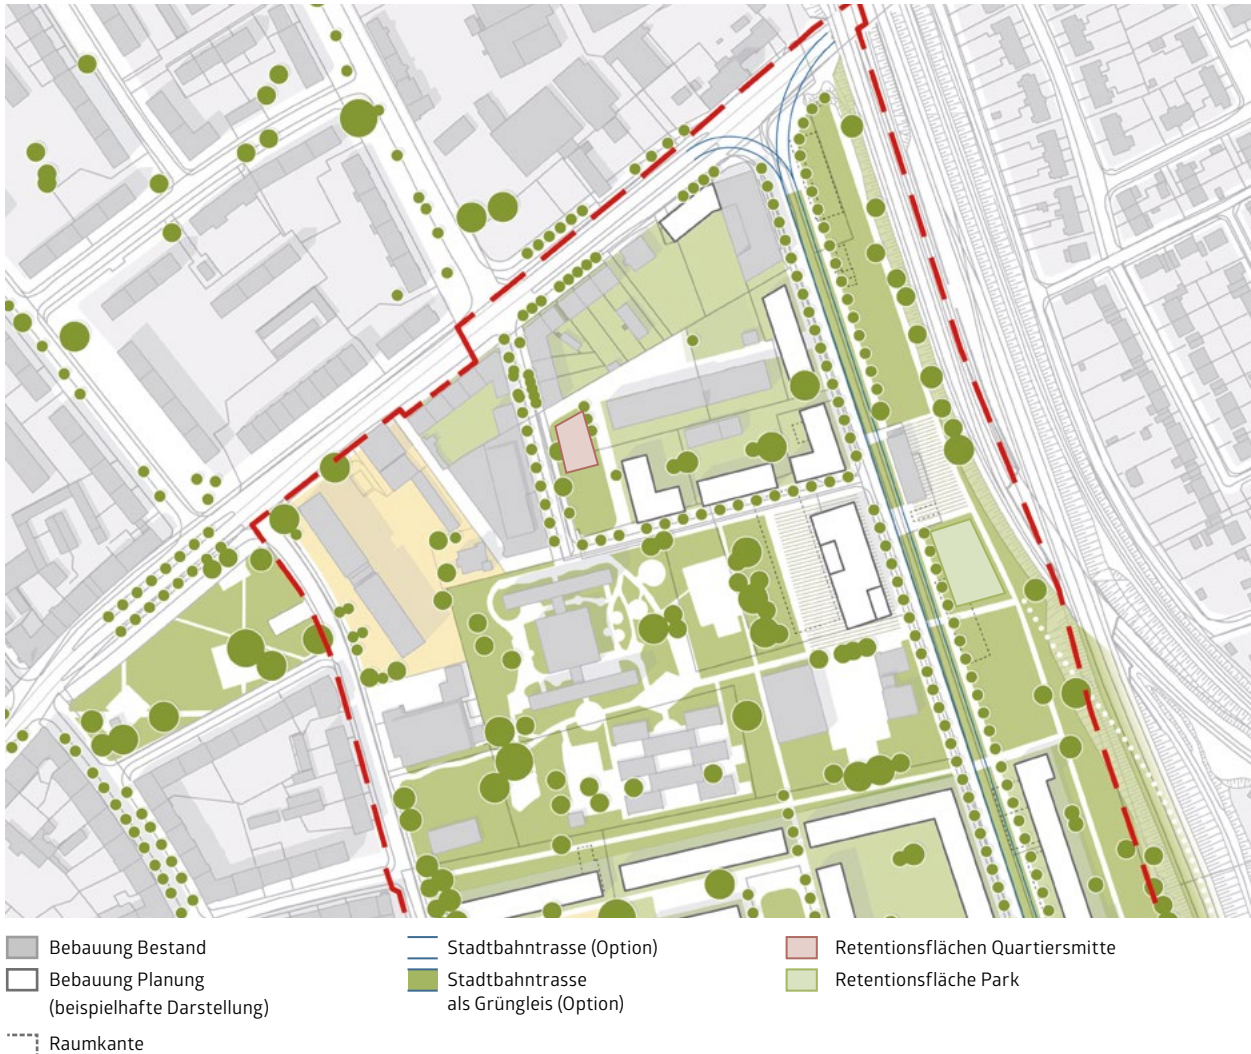 Bebauung Bestand
Bebauung Planung
(beispielhafte Darstellung)
Raumkante
Stadtbahntrasse (Option)
Stadtbahntrasse
als Grüngleis (Option)
Retentionsflächen Quartiersmitte
Retentionsfläche Park